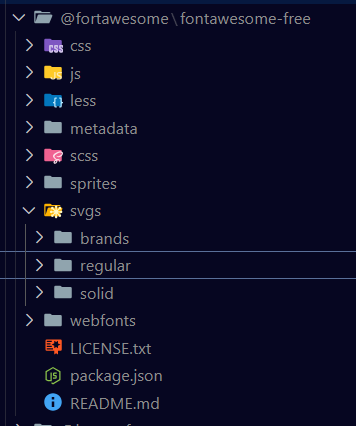 @fortawesome\fontawesome-free
css
js
less
metadata
scss
sprites
svgs
brands
regular
solid
webfonts
LICENSE.txt
package.json
README.md